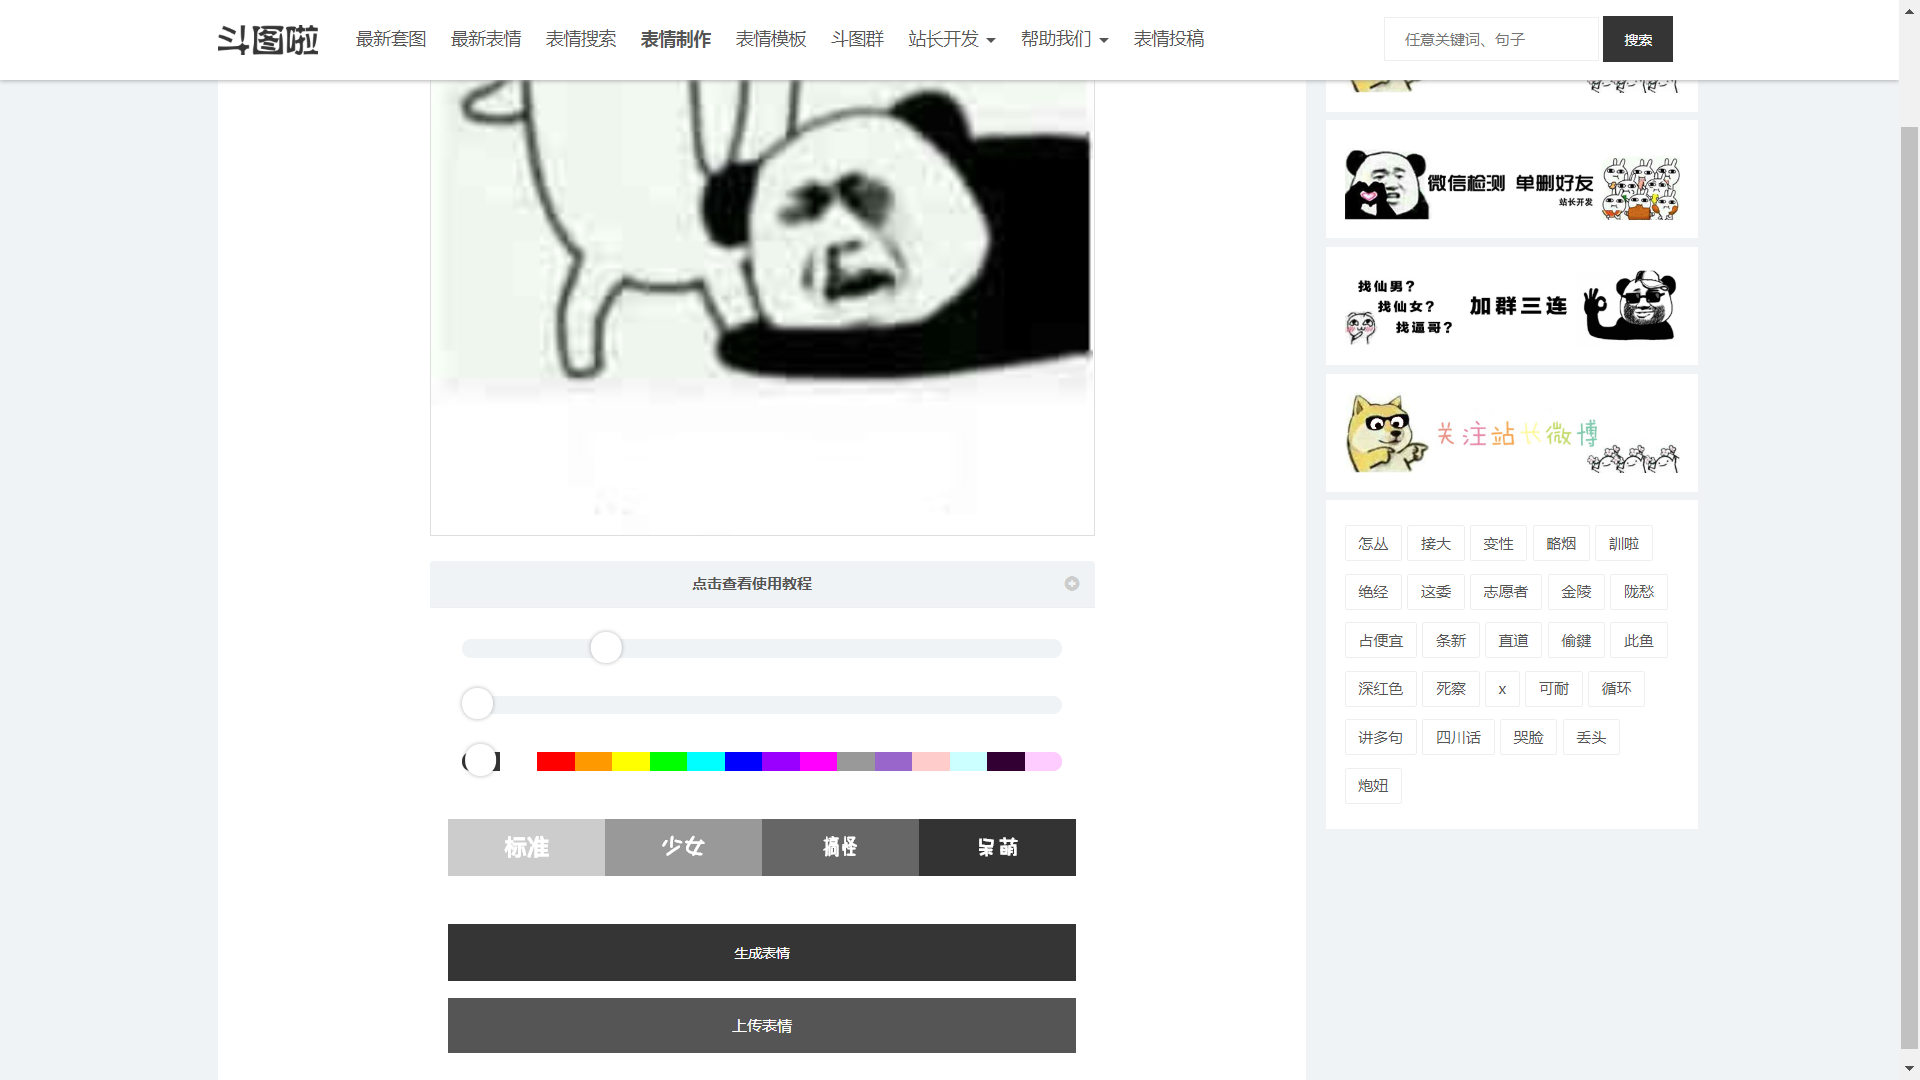 斗图啦
最新套图 最新表情 表情搜索 表情制作 表情模板 斗图群 站长开发 帮助我们 表情投稿
任意关键词、句子
搜索
微信检测 单删好友
站长开发
找仙男?
找仙女?
找逼哥?
加群三连
关注站长微博
点击查看使用教程
标准 少女 搞怪 呆萌
生成表情
上传表情
怎丛 接大 变性 略烟 訓啦
绝经 这委 志愿者 金陵 陇愁
占便宜 条新 直道 偷鍵 此鱼
深红色 死察 x 可耐 循环
讲多句 四川话 哭脸 丢头
炮妞